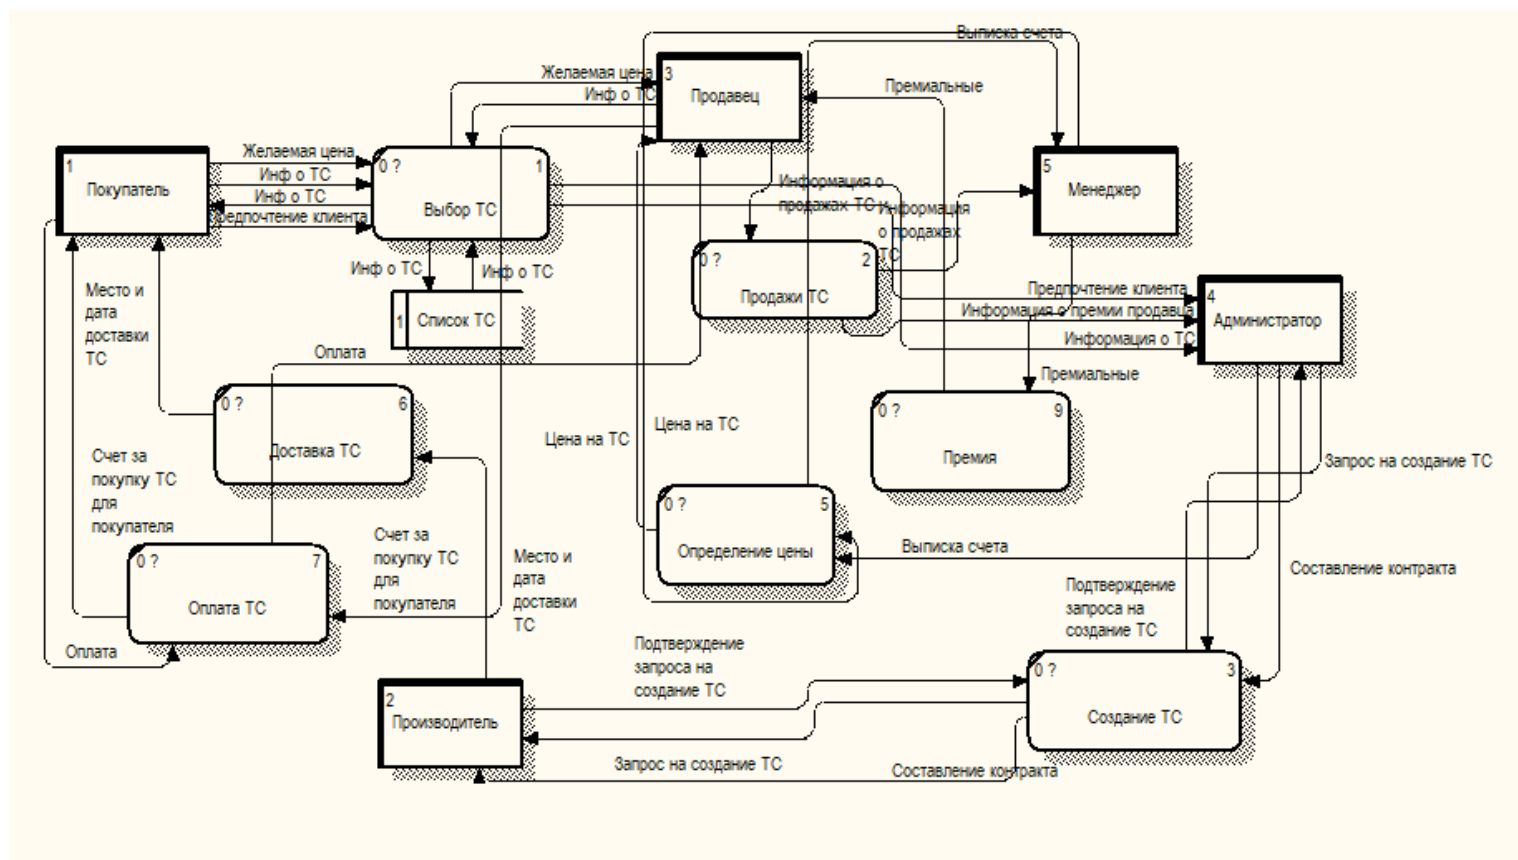 Выписка счета
Желаемая цена
3
Инф о ТС
Продавец
Премиальные
1
Покупатель
Желаемая цена
Инф о ТС
Инф о ТС
редпочтение клиента
0 ?
1
Выбор ТС
Информация о
продажах ТС
Информация
о продажах
ТС
5
Менеджер
Инф о ТС
Инф о ТС
1
Список ТС
0 ?
2
Продажи ТС
Предпочтение клиента
Информация о премии продавца
Информация о ТС
4
Администратор
Место и
дата
доставки
ТС
Оплата
Премиальные
0 ?
6
Доставка ТС
0 ?
9
Премия
Цена на ТС
Цена на ТС
Запрос на создание ТС
Счет за
покупку ТС
для
покупателя
0 ?
5
Определение цены
Выписка счета
Составление контракта
0 ?
7
Оплата ТС
Счет за
покупку ТС
для
покупателя
Место и
дата
доставки
ТС
Подтверждение
запроса на
создание ТС
Оплата
Подтверждение
запроса на
создание ТС
2
Производитель
0 ?
3
Создание ТС
Запрос на создание ТС
Составление контракта